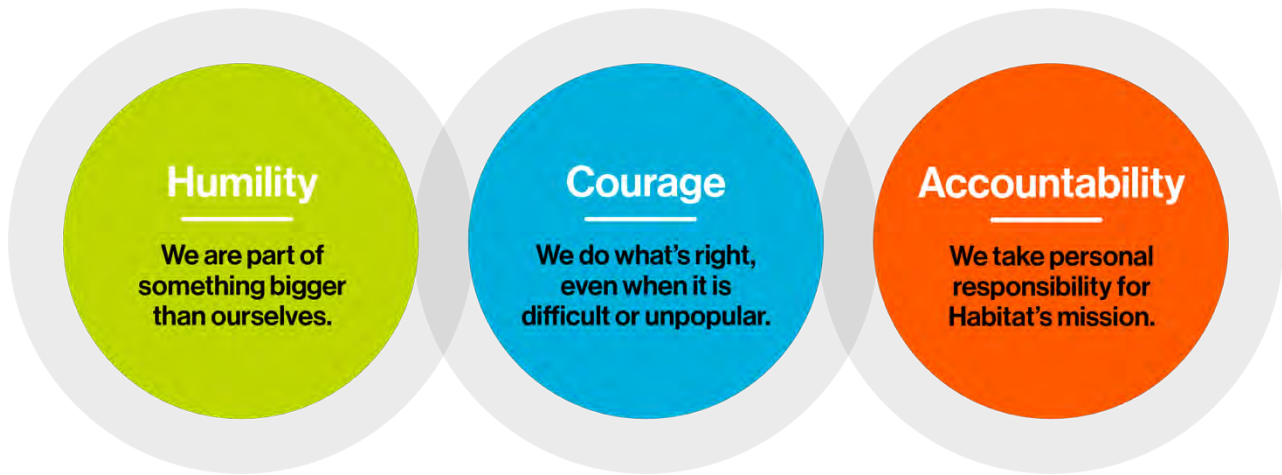 Humility
We are part of
something bigger
than ourselves.
Courage
We do what's right,
even when it is
difficult or unpopular.
Accountability
We take personal
responsibility for
Habitat's mission.